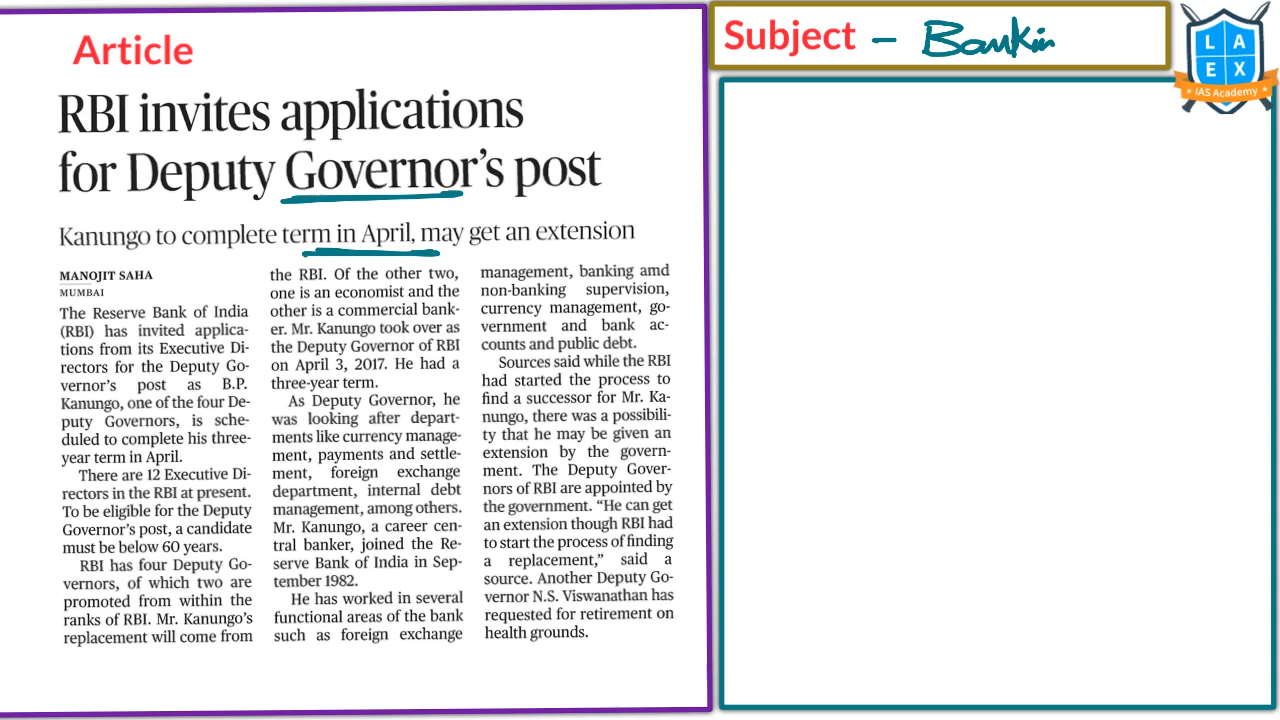 Article
RBI invites applications
for Deputy Governor's post
Kanungo to complete term in April, may get an extension
MANOJIT SAHA
MUMBAI
The Reserve Bank of India
(RBI) has invited applica-
tions from its Executive Di-
rectors for the Deputy Go-
vernor's post as B.P.
Kanungo, one of the four De-
puty Governors, is sche-
duled to complete his three-
year term in April.
There are 12 Executive Di-
rectors in the RBI at present.
To be eligible for the Deputy
Governor's post, a candidate
must be below 60 years.
RBI has four Deputy Go-
vernors, of which two are
promoted from within the
ranks of RBI. Mr. Kanungo's
replacement will come from
the RBI. Of the other two,
one is an economist and the
other is a commercial bank-
er. Mr. Kanungo took over as
the Deputy Governor of RBI
on April 3, 2017. He had a
three-year term.
As Deputy Governor, he
was looking after depart-
ments like currency manage-
ment, payments and settle-
ment, foreign exchange
department, internal debt
management, among others.
Mr. Kanungo, a career cen-
tral banker, joined the Re-
serve Bank of India in Sep-
tember 1982.
He has worked in several
functional areas of the bank
such as foreign exchange
management, banking amd
non-banking supervision,
currency management, go-
vernment and bank ac-
counts and public debt.
Sources said while the RBI
had started the process to
find a successor for Mr. Ka-
nungo, there was a possibili-
ty that he may be given an
extension by the govern-
ment. The Deputy Gover-
nors of RBI are appointed by
the government. "He can get
an extension though RBI had
to start the process of finding
a replacement," said a
source. Another Deputy Go-
vernor N.S. Viswanathan has
requested for retirement on
health grounds.
Subject - Bankin
L A
E X
IAS Academy